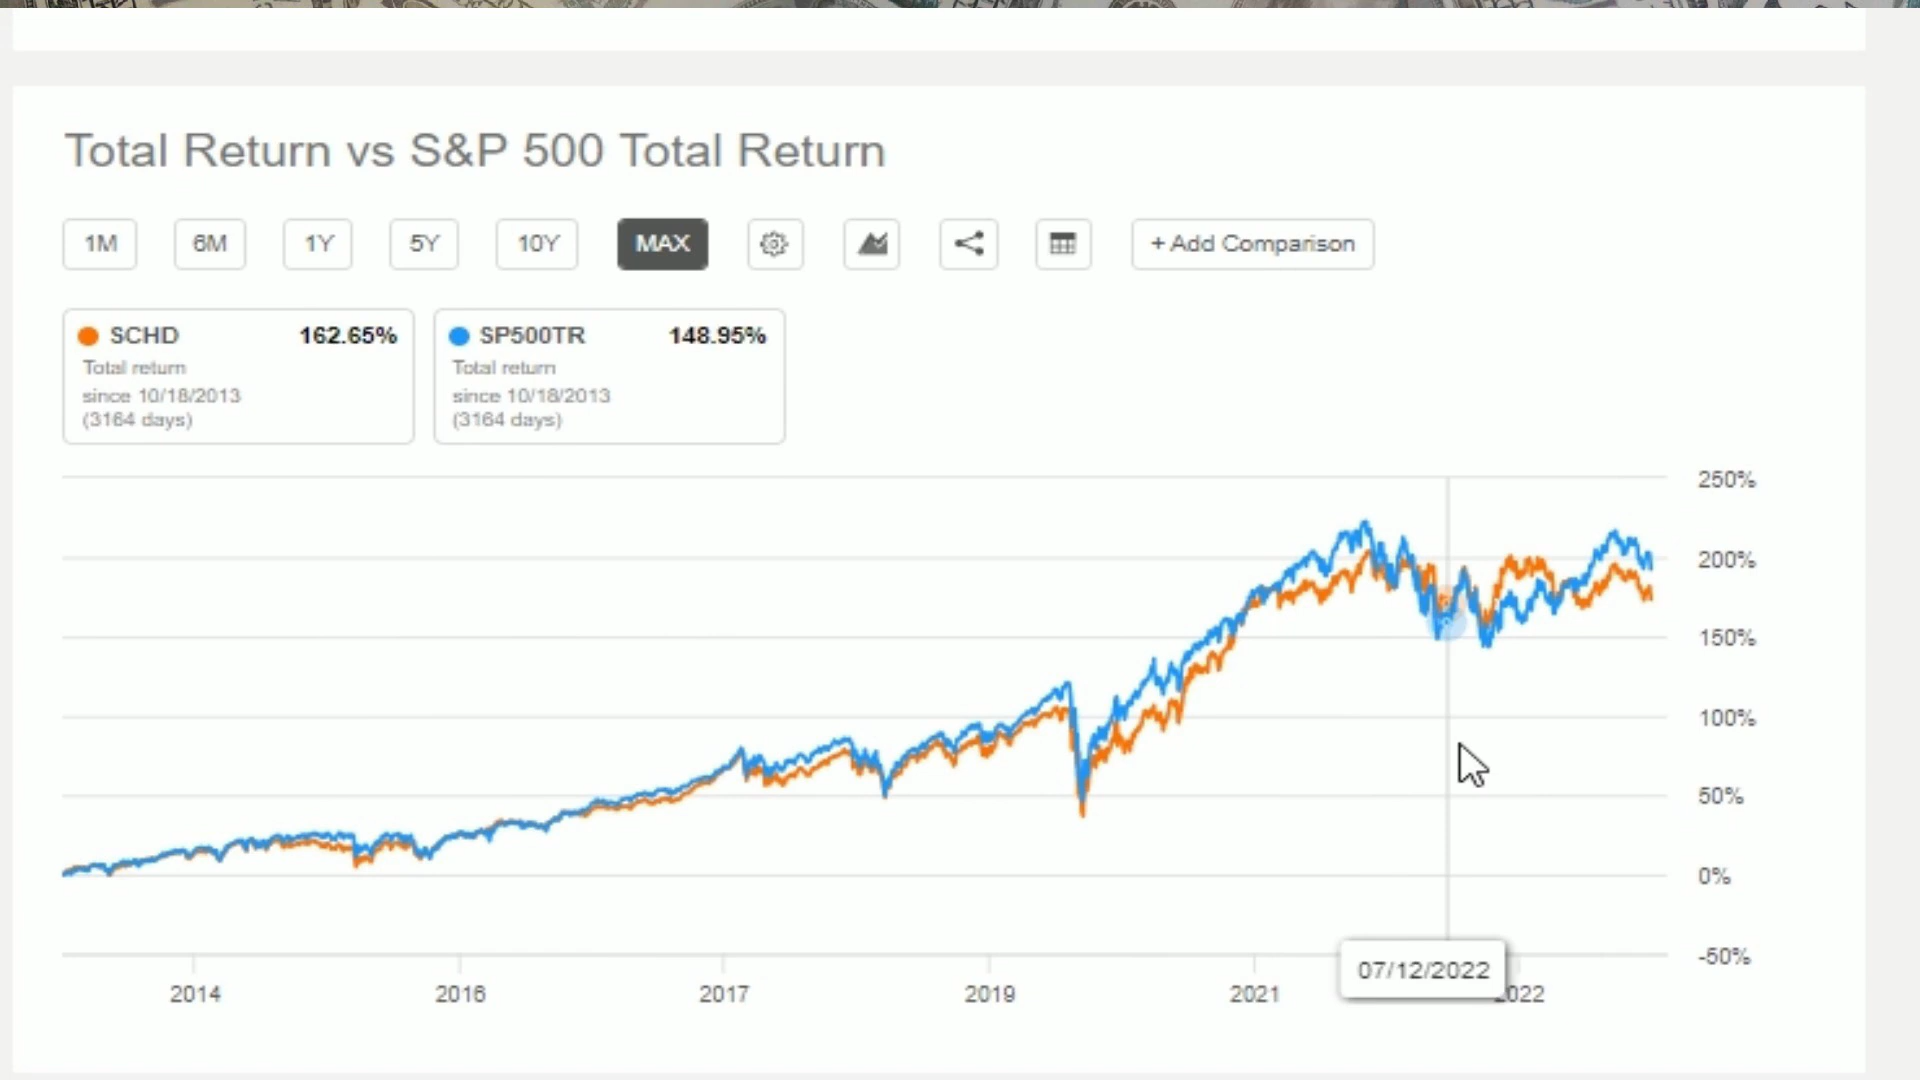 Total Return vs S&P 500 Total Return
1M 6M 1Y 5Y 10Y MAX + Add Comparison
SCHD 162.65% SP500TR 148.95%
Total return Total return
since 10/18/2013 since 10/18/2013
(3164 days) (3164 days)
250%
200%
150%
100%
50%
0%
-50%
07/12/2022
2014 2016 2017 2019 2021 2022